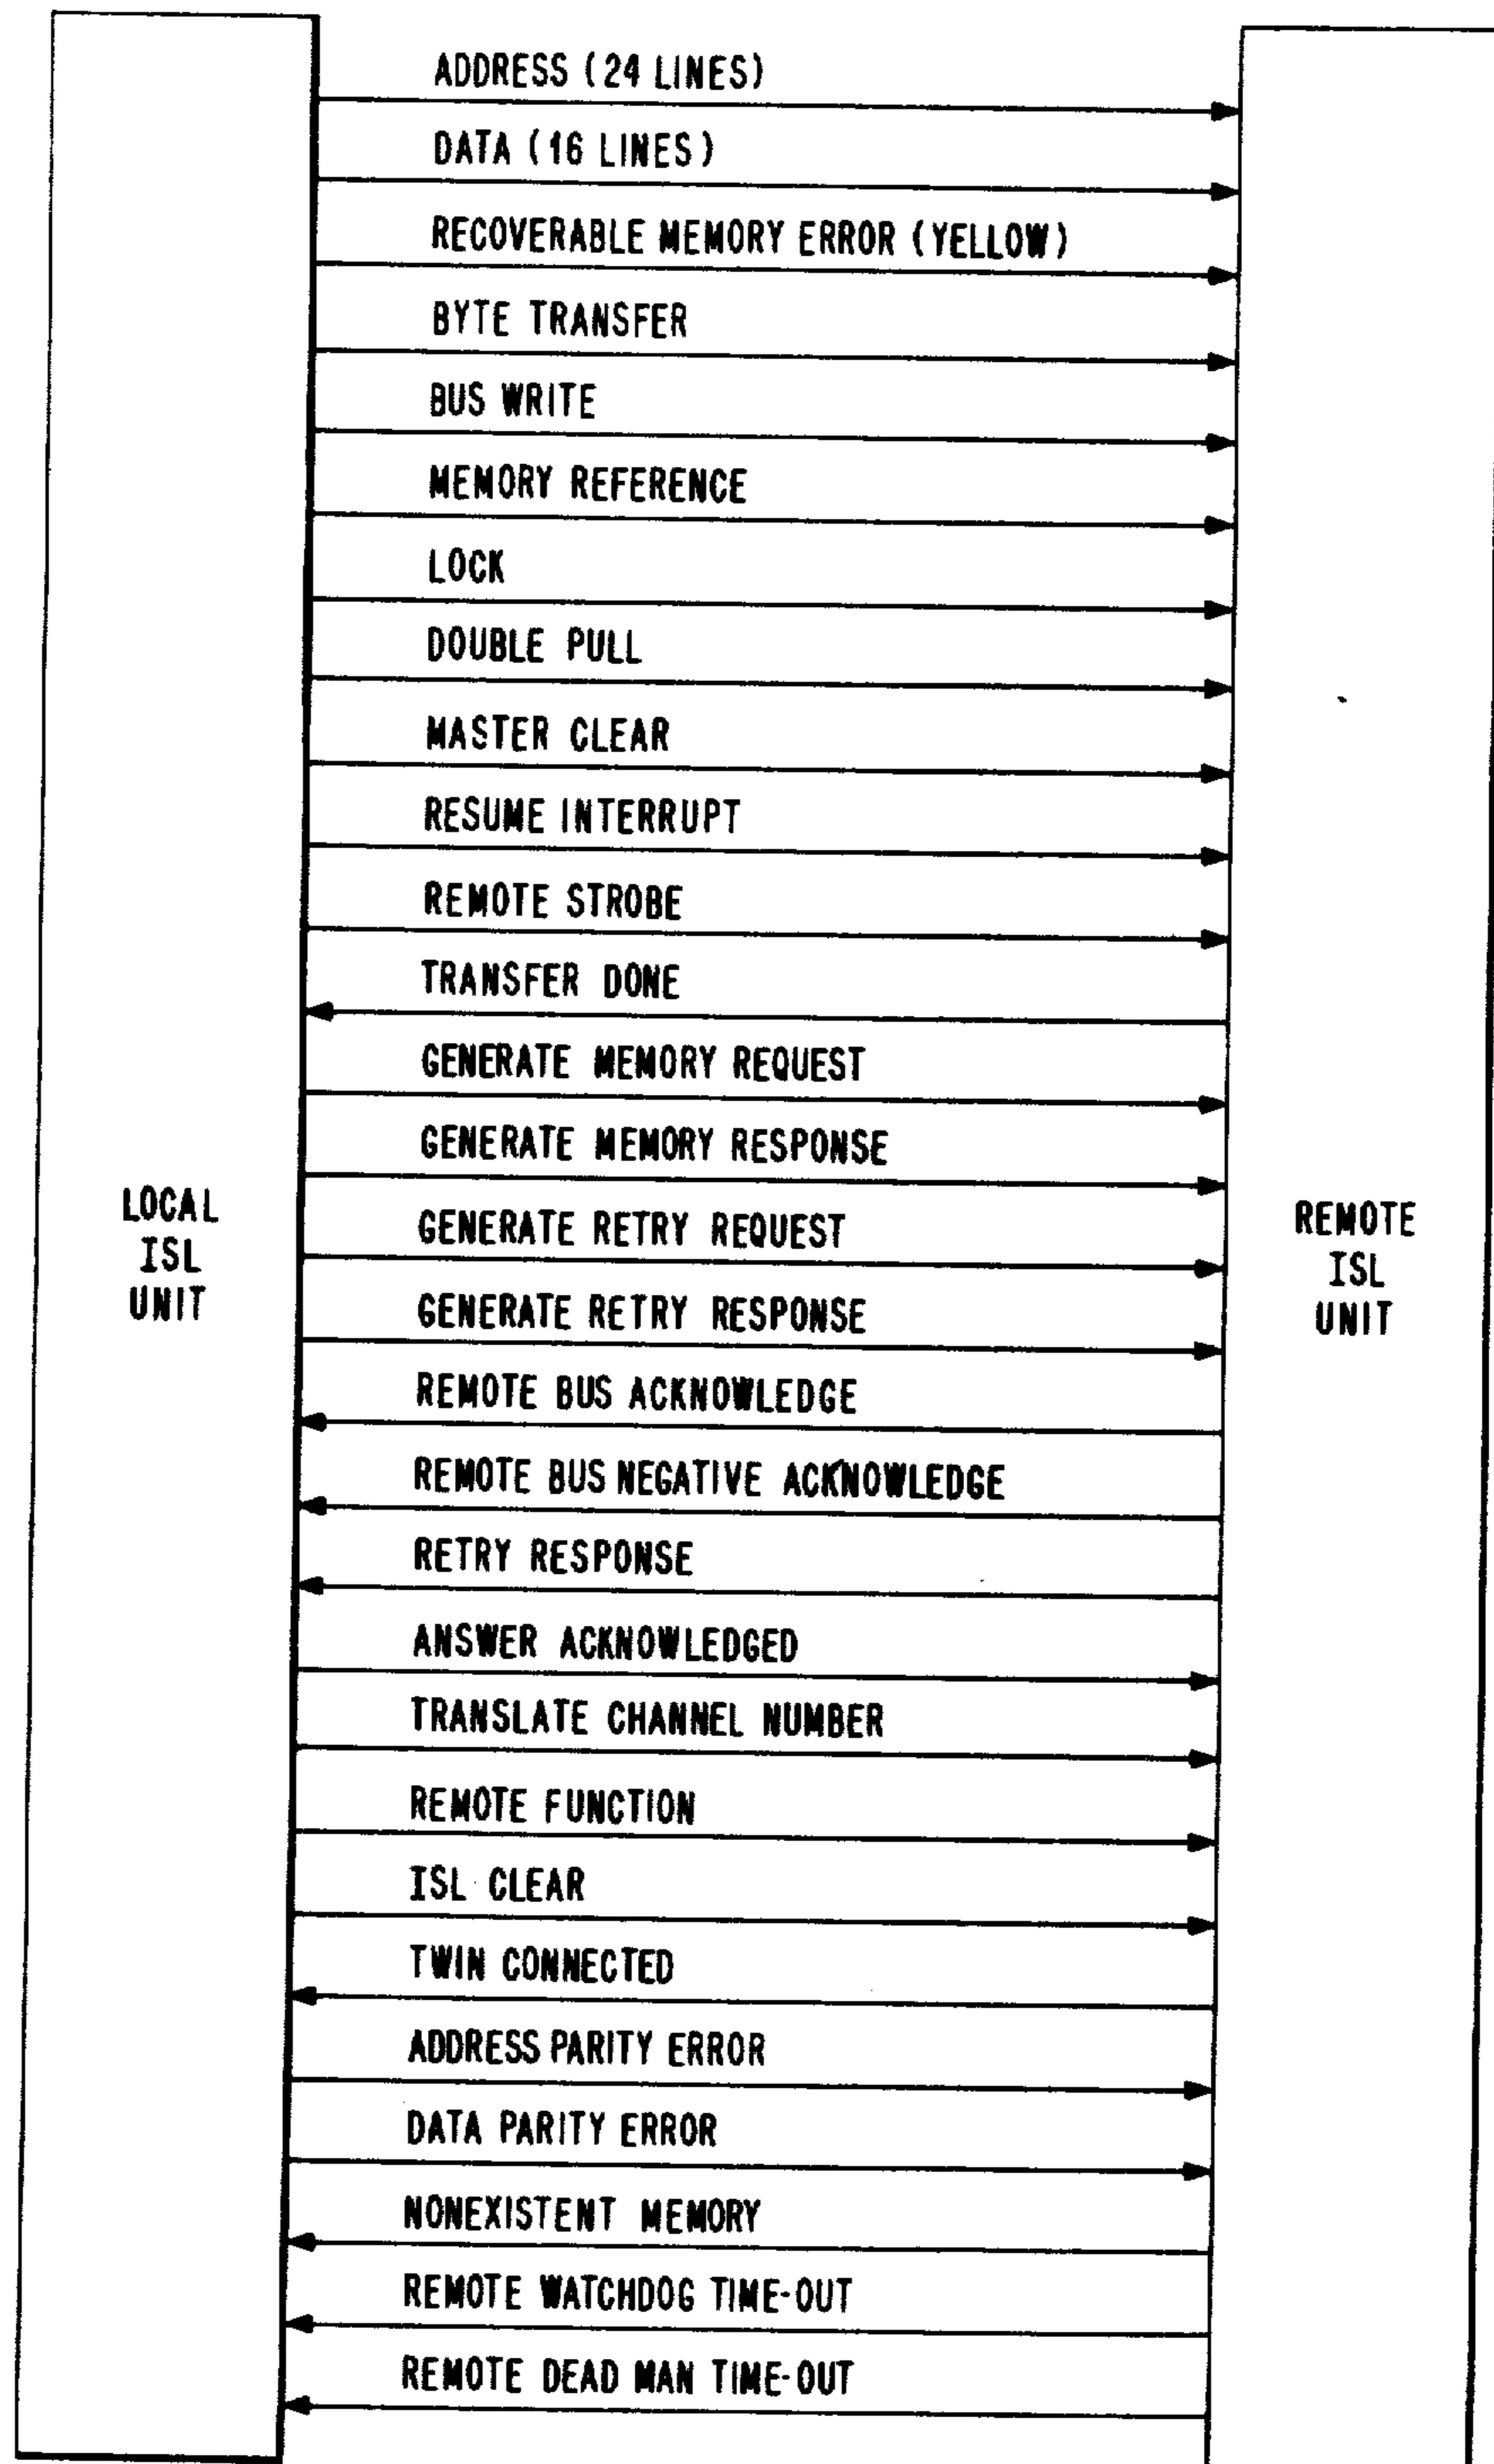 ADDRESS (24 LINES)
DATA (16 LINES)
RECOVERABLE MEMORY ERROR (YELLOW)
BYTE TRANSFER
BUS WRITE
MEMORY REFERENCE
LOCK
DOUBLE PULL
MASTER CLEAR
RESUME INTERRUPT
REMOTE STROBE
TRANSFER DONE
GENERATE MEMORY REQUEST
GENERATE MEMORY RESPONSE
GENERATE RETRY REQUEST
GENERATE RETRY RESPONSE
REMOTE BUS ACKNOWLEDGE
REMOTE BUS NEGATIVE ACKNOWLEDGE
RETRY RESPONSE
ANSWER ACKNOWLEDGED
TRANSLATE CHANNEL NUMBER
REMOTE FUNCTION
ISL CLEAR
TWIN CONNECTED
ADDRESS PARITY ERROR
DATA PARITY ERROR
NONEXISTENT MEMORY
REMOTE WATCHDOG TIME-OUT
REMOTE DEAD MAN TIME-OUT
LOCAL
ISL
UNIT
REMOTE
ISL
UNIT